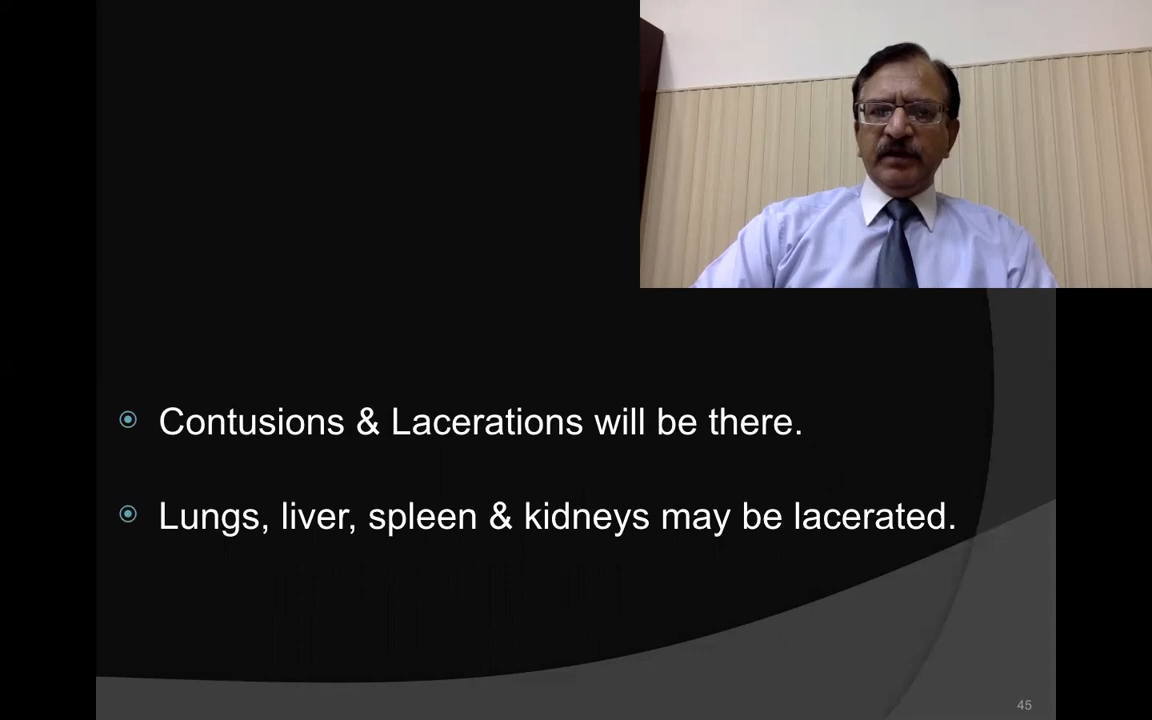 Contusions & Lacerations will be there.
Lungs, liver, spleen & kidneys may be lacerated.
45